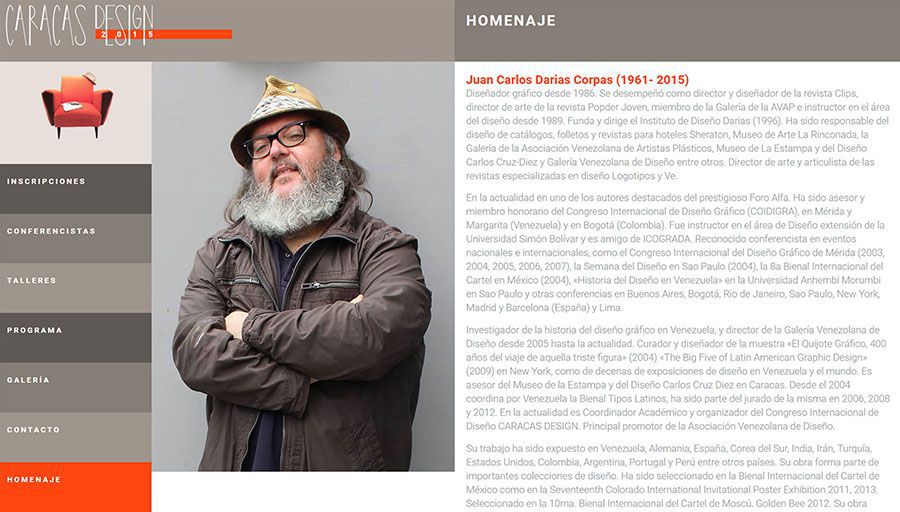 CARACAS DESIGN
2015
HOMENAJE
INSCRIPCIONES
CONFERENCISTAS
TALLERES
PROGRAMA
GALERÍA
CONTACTO
HOMENAJE
Juan Carlos Darias Corpas (1961- 2015)
Diseñador gráfico desde 1986. Se desempeñó como director y diseñador de la revista Clips,
director de arte de la revista Popder Joven, miembro de la Galería de la AVAP e instructor en el área
del diseño desde 1989. Funda y dirige el Instituto de Diseño Darias (1996). Ha sido responsable del
diseño de catálogos, folletos y revistas para hoteles Sheraton, Museo de Arte La Rinconada, la
Galería de la Asociación Venezolana de Artistas Plásticos, Museo de La Estampa y del Diseño
Carlos Cruz-Diez y Galería Venezolana de Diseño entre otros. Director de arte y articulista de las
revistas especializadas en diseño Logotipos y Ve.
En la actualidad en uno de los autores destacados del prestigioso Foro Alfa. Ha sido asesor y
miembro honorario del Congreso Internacional de Diseño Gráfico (COIDIGRA), en Mérida y
Margarita (Venezuela) y en Bogotá (Colombia). Fue instructor en el área de Diseño extensión de la
Universidad Simón Bolívar y es amigo de ICOGRADA. Reconocido conferencista en eventos
nacionales e internacionales, como el Congreso Internacional del Diseño Gráfico de Mérida (2003,
2004, 2005, 2006, 2007), la Semana del Diseño en Sao Paulo (2004), la 8a Bienal Internacional del
Cartel en México (2004), «Historia del Diseño en Venezuela» en la Universidad Anhembi Morumbi
en Sao Paulo y otras conferencias en Buenos Aires, Bogotá, Río de Janeiro, Sao Paulo, New York,
Madrid y Barcelona (España) y Lima.
Investigador de la historia del diseño gráfico en Venezuela, y director de la Galería Venezolana de
Diseño desde 2005 hasta la actualidad. Curador y diseñador de la muestra «El Quijote Gráfico, 400
años del viaje de aquella triste figura» (2004) «The Big Five of Latin American Graphic Design»
(2009) en New York, como de decenas de exposiciones de diseño en Venezuela y el mundo. Es
asesor del Museo de la Estampa y del Diseño Carlos Cruz Diez en Caracas. Desde el 2004
coordina por Venezuela la Bienal Tipos Latinos, ha sido parte del jurado de la misma en 2006, 2008
y 2012. En la actualidad es Coordinador Académico y organizador del Congreso Internacional de
Diseño CARACAS DESIGN. Principal promotor de la Asociación Venezolana de Diseño.
Su trabajo ha sido expuesto en Venezuela, Alemania, España, Corea del Sur, India, Irán, Turquía,
Estados Unidos, Colombia, Argentina, Portugal y Perú entre otros países. Su obra forma parte de
importantes colecciones de diseño. Ha sido seleccionado en la Bienal Internacional del Cartel de
México como en la Seventeenth Colorado International Invitational Poster Exhibition 2011, 2013.
Seleccionado en la 10ma. Bienal Internacional del Cartel de Moscú. Golden Bee 2012. Su obra